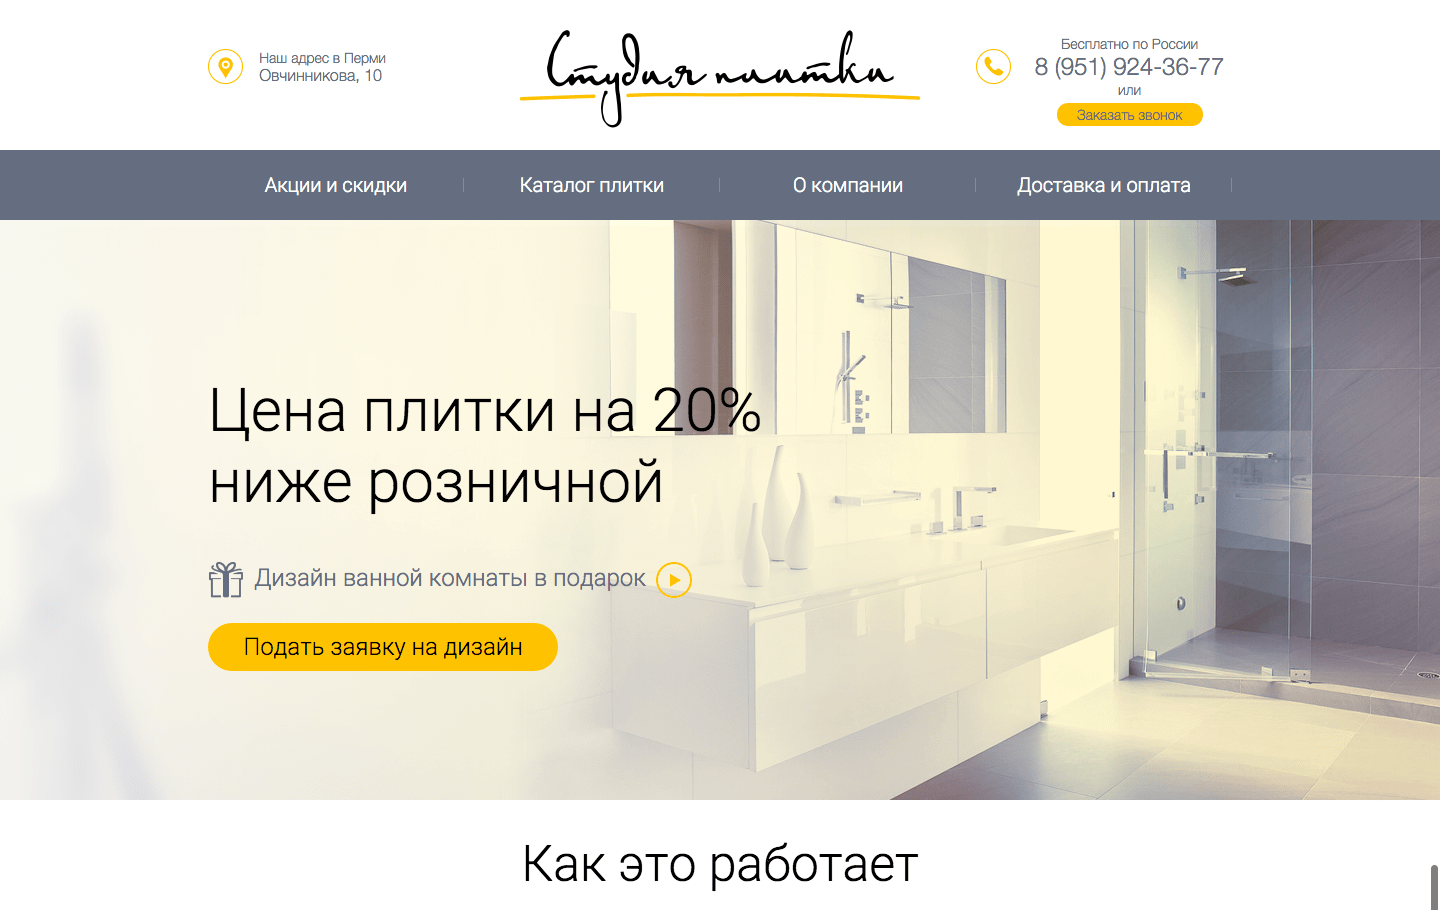 Наш адрес в Перми
Овчинникова, 10
Студия плитки
Бесплатно по России
8 (951) 924-36-77
или
Заказать звонок
Акции и скидки
Каталог плитки
О компании
Доставка и оплата
Цена плитки на 20%
ниже розничной
Дизайн ванной комнаты в подарок
Подать заявку на дизайн
Как это работает